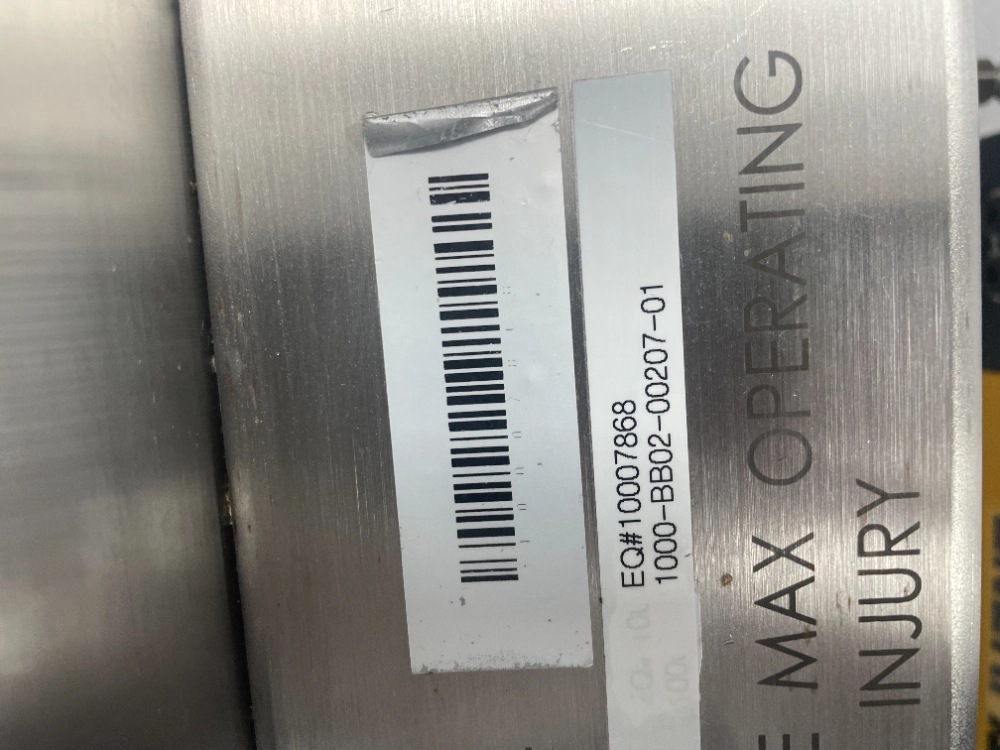 EQ#10007868
1000-BB02-00207-01
MAX OPERATING
INJURY